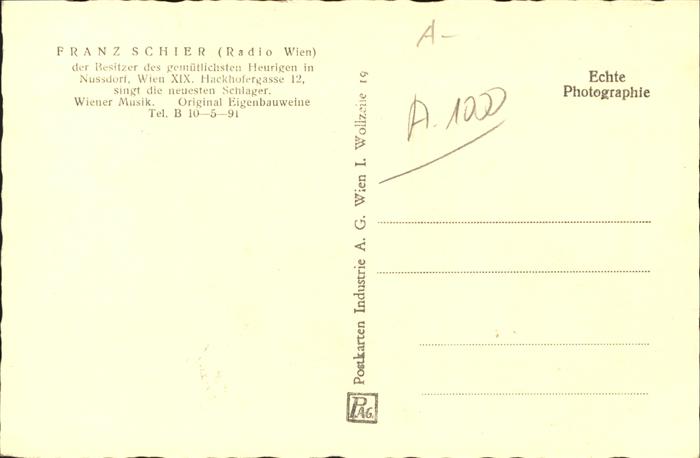 FRANZ SCHIER (Radio Wien)
der Besitzer des gemütlichsten Heurigen in
Nussdorf, Wien XIX. Hackhofergasse 12,
singt die neuesten Schlager.
Wiener Musik. Original Eigenbauweine
Tel. B 10—5—91
Postkarten Industrie A. G. Wien I. Wollzeile 19
PAG.
A-
A. 1000
Echte
Photographie